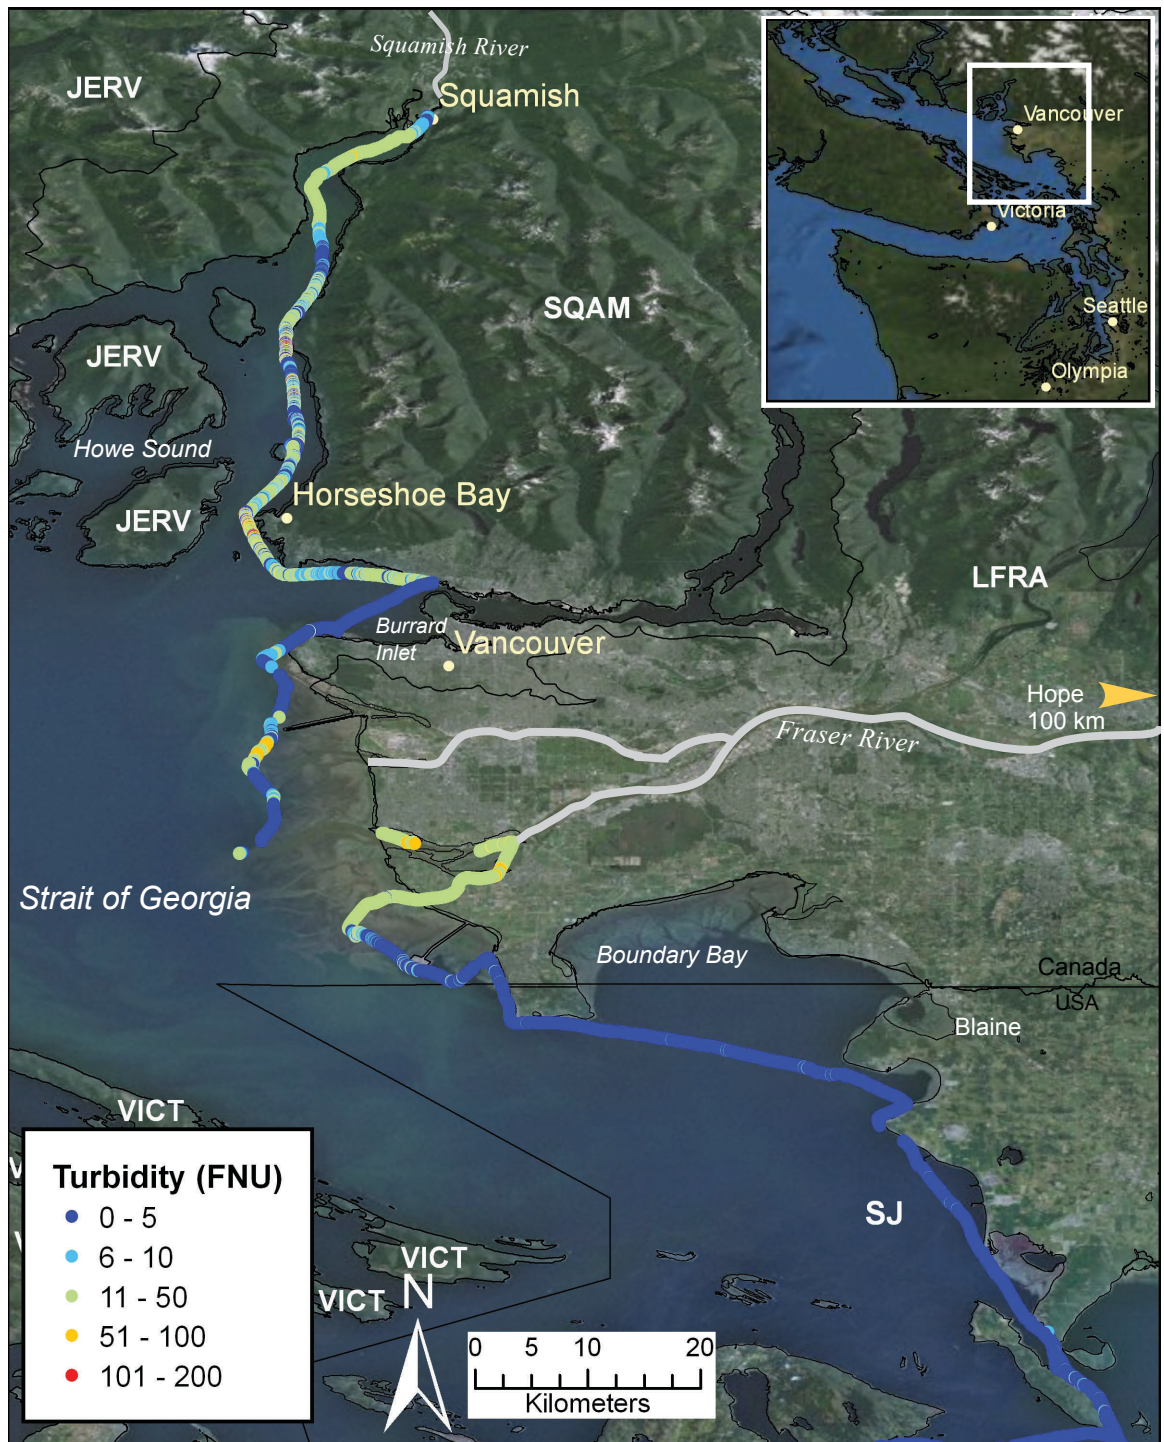 Squamish River
JERV
Squamish
Vancouver
Victoria
Seattle
Olympia
SQAM
JERV
Howe Sound
Horseshoe Bay
JERV
LFRA
Burrard
Inlet
Vancouver
Hope
100 km
Fraser River
Strait of Georgia
Boundary Bay
Canada
USA
Blaine
VICT
V
V
SJ
VICT
VICT
N
Turbidity (FNU)
0 - 5
6 - 10
11 - 50
51 - 100
101 - 200
0 5 10 20
Kilometers